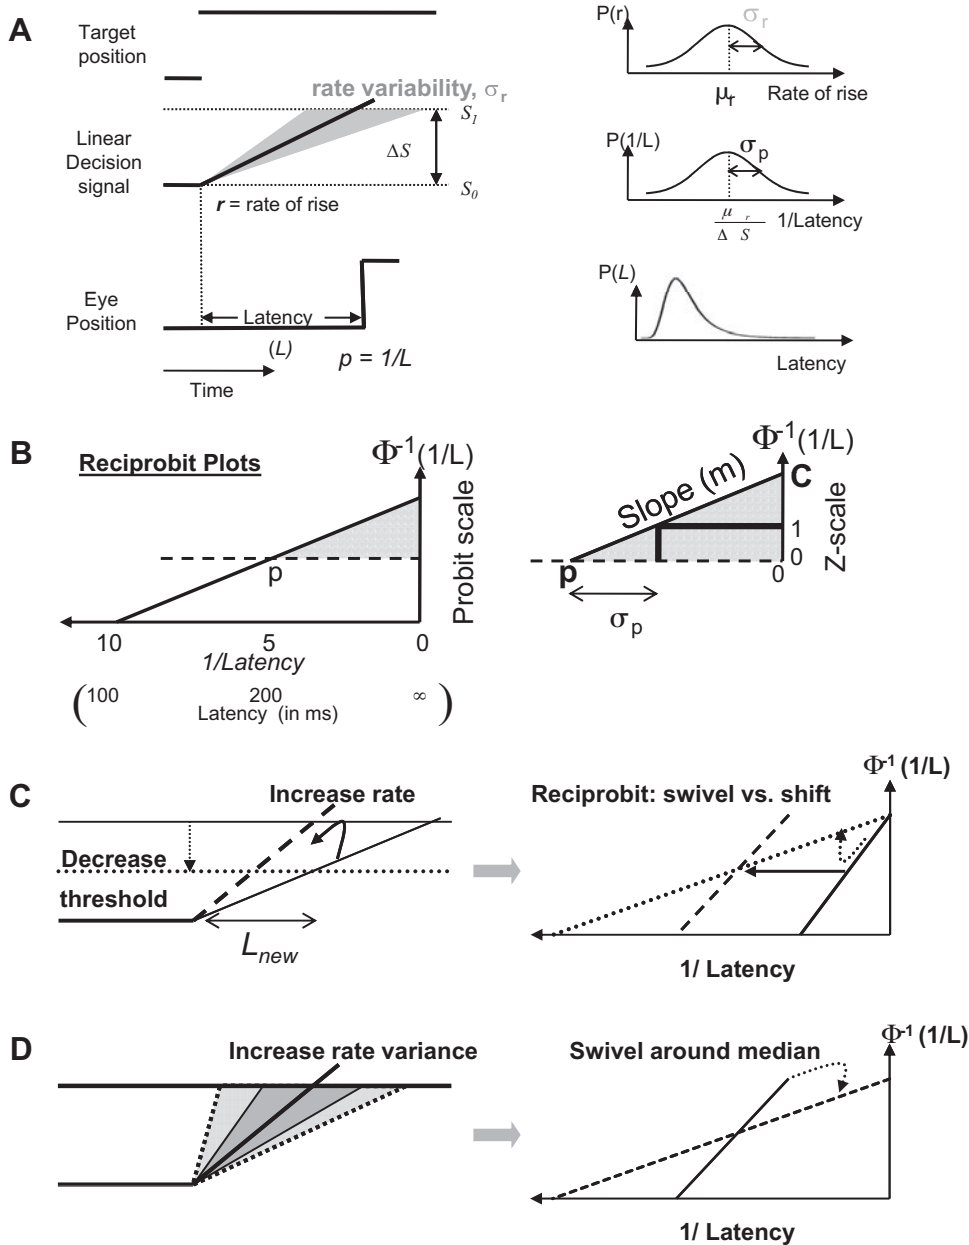 A
Target
position
rate variability, σr
S1
Linear
Decision
signal
ΔS
S0
r = rate of rise
Eye
Position
Latency
(L)
p = 1/L
Time
P(r)
σr
μr
Rate of rise
P(1/L)
σp
μ r
Δ S
1/Latency
P(L)
Latency
B
Reciprobit Plots
Φ-1(1/L)
Probit scale
p
10
5
0
1/Latency
(100 200 ∞)
Latency (in ms)
Φ-1(1/L)
C
Slope (m)
1
0
Z-scale
p
0
σp
C
Increase rate
Decrease
threshold
Lnew
Reciprobit: swivel vs. shift
Φ-1 (1/L)
1/ Latency
D
Increase rate variance
Swivel around median
Φ-1 (1/L)
1/ Latency